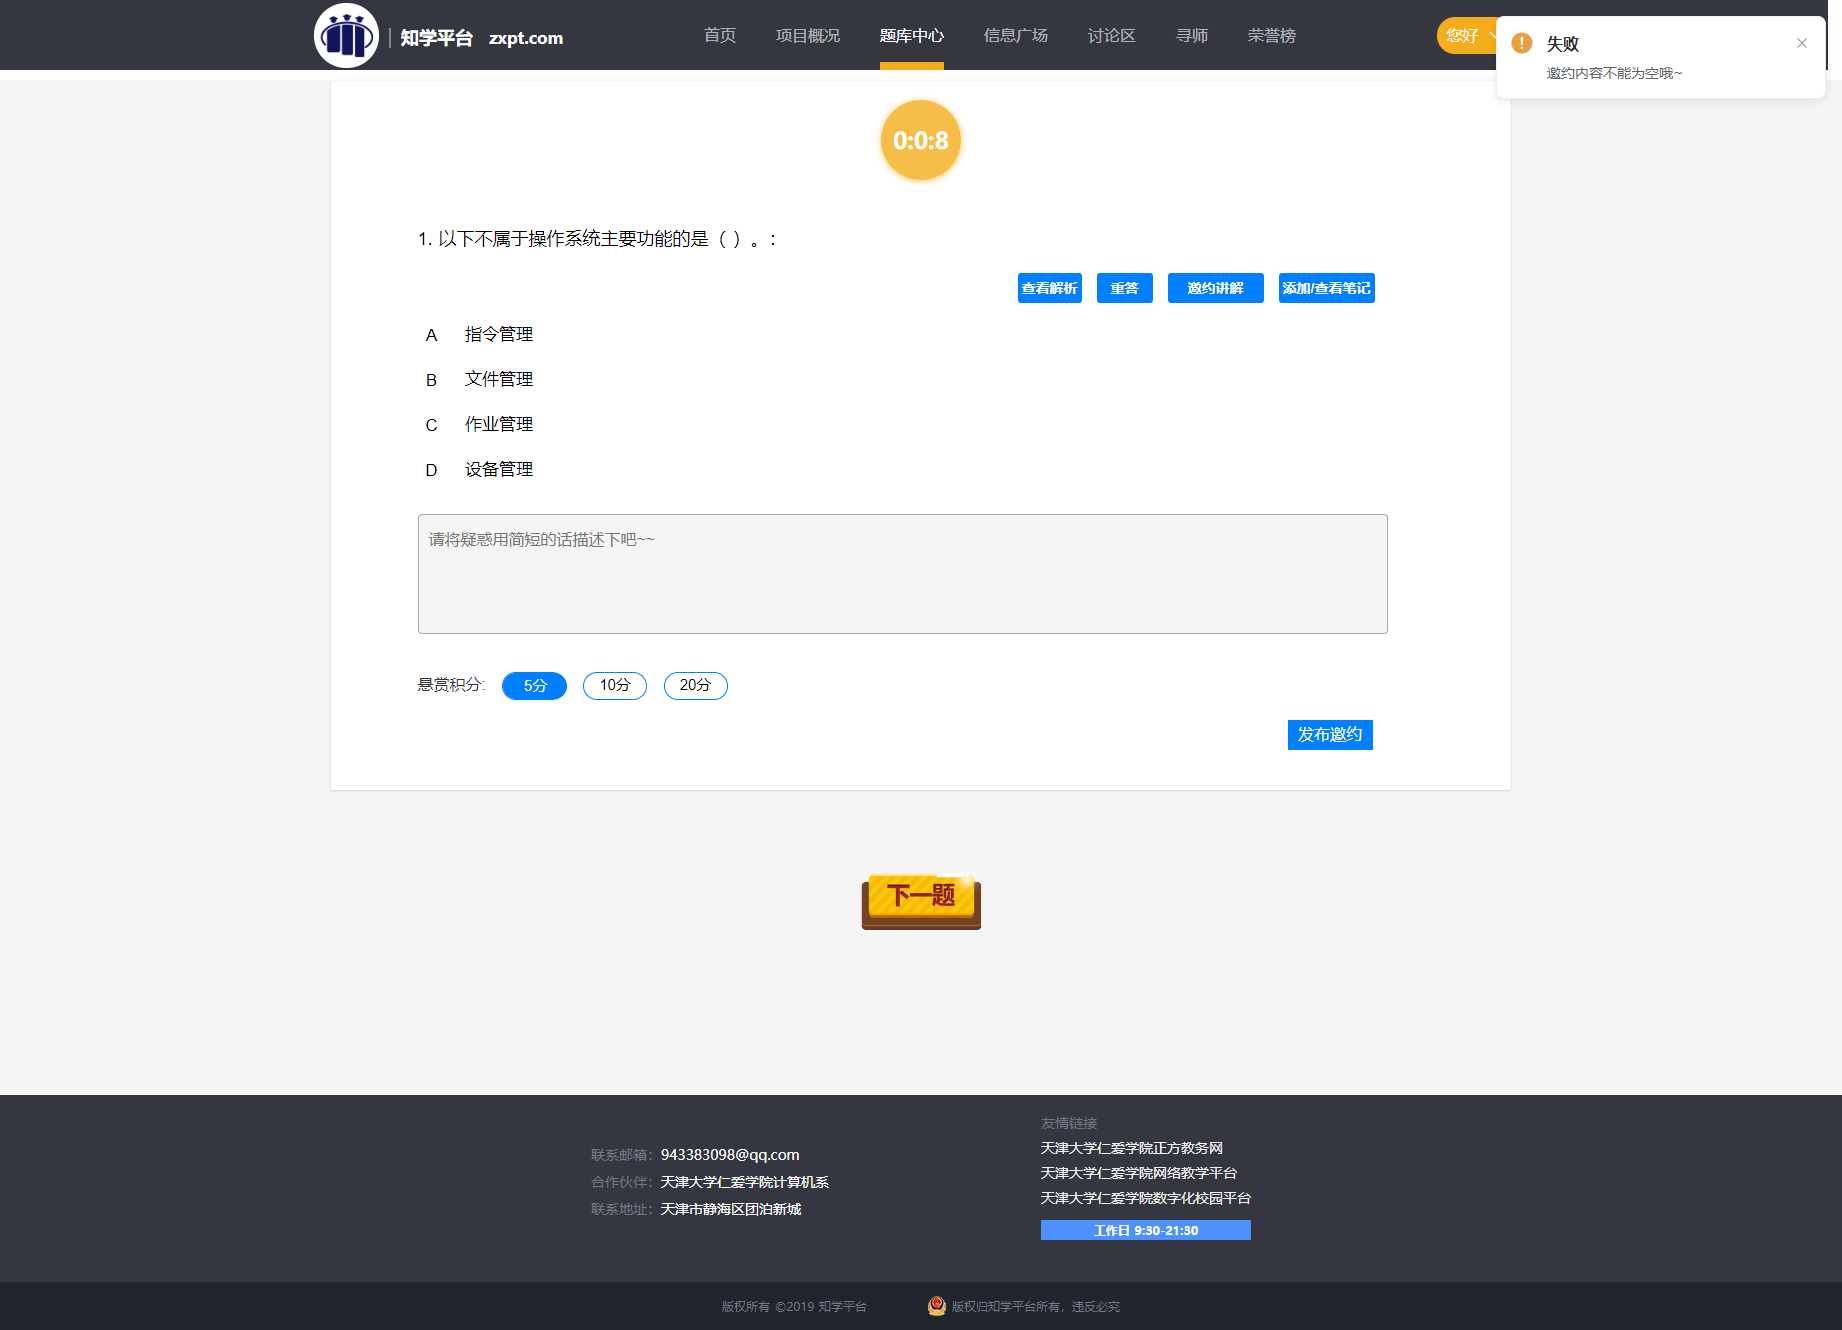 知学平台 zxpt.com
首页 项目概况 题库中心 信息广场 讨论区 寻师 荣誉榜 您好
失败
邀约内容不能为空哦~
0:0:8
1. 以下不属于操作系统主要功能的是（ ）。:
查看解析 重答 邀约讲解 添加/查看笔记
A 指令管理
B 文件管理
C 作业管理
D 设备管理
请将疑惑用简短的话描述下吧~~
悬赏积分: 5分 10分 20分
发布邀约
下一题
联系邮箱：943383098@qq.com
合作伙伴：天津大学仁爱学院计算机系
联系地址：天津市静海区团泊新城
友情链接
天津大学仁爱学院正方教务网
天津大学仁爱学院网络教学平台
天津大学仁爱学院数字化校园平台
工作日 9:30-21:30
版权所有 ©2019 知学平台 版权归知学平台所有，违反必究